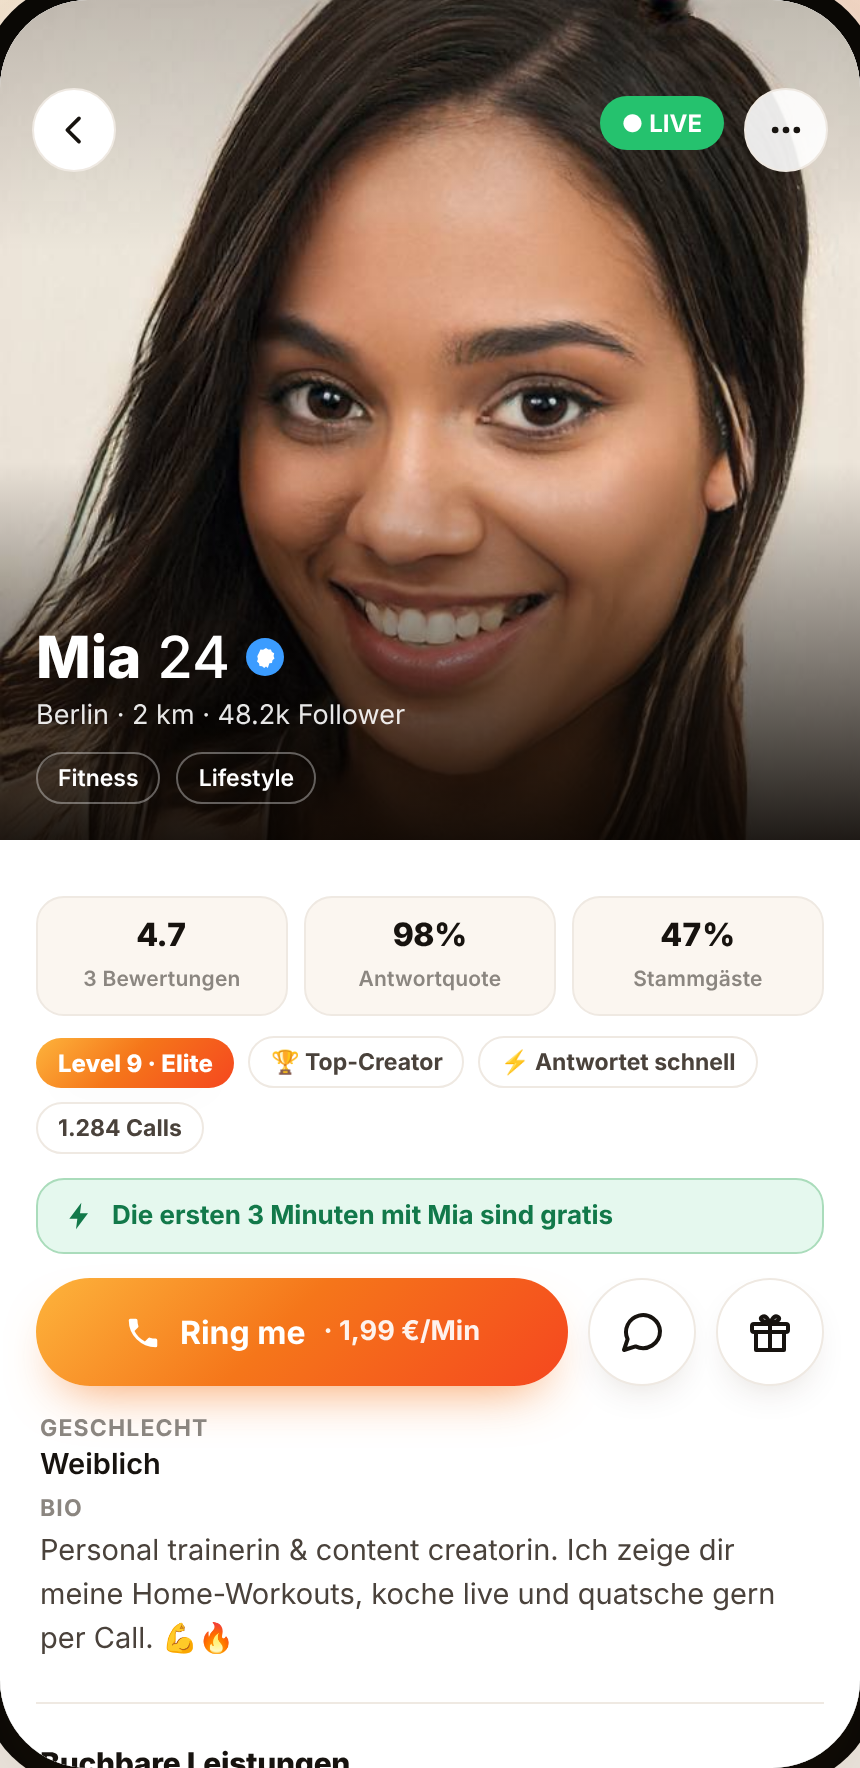 LIVE
Mia 24
Berlin · 2 km · 48.2k Follower
Fitness
Lifestyle
4.7
3 Bewertungen
98%
Antwortquote
47%
Stammgäste
Level 9 · Elite
🏆 Top-Creator
⚡ Antwortet schnell
1.284 Calls
Die ersten 3 Minuten mit Mia sind gratis
Ring me · 1,99 €/Min
GESCHLECHT
Weiblich
BIO
Personal trainerin & content creatorin. Ich zeige dir
meine Home-Workouts, koche live und quatsche gern
per Call. 💪🔥
Buchbare Leistungen